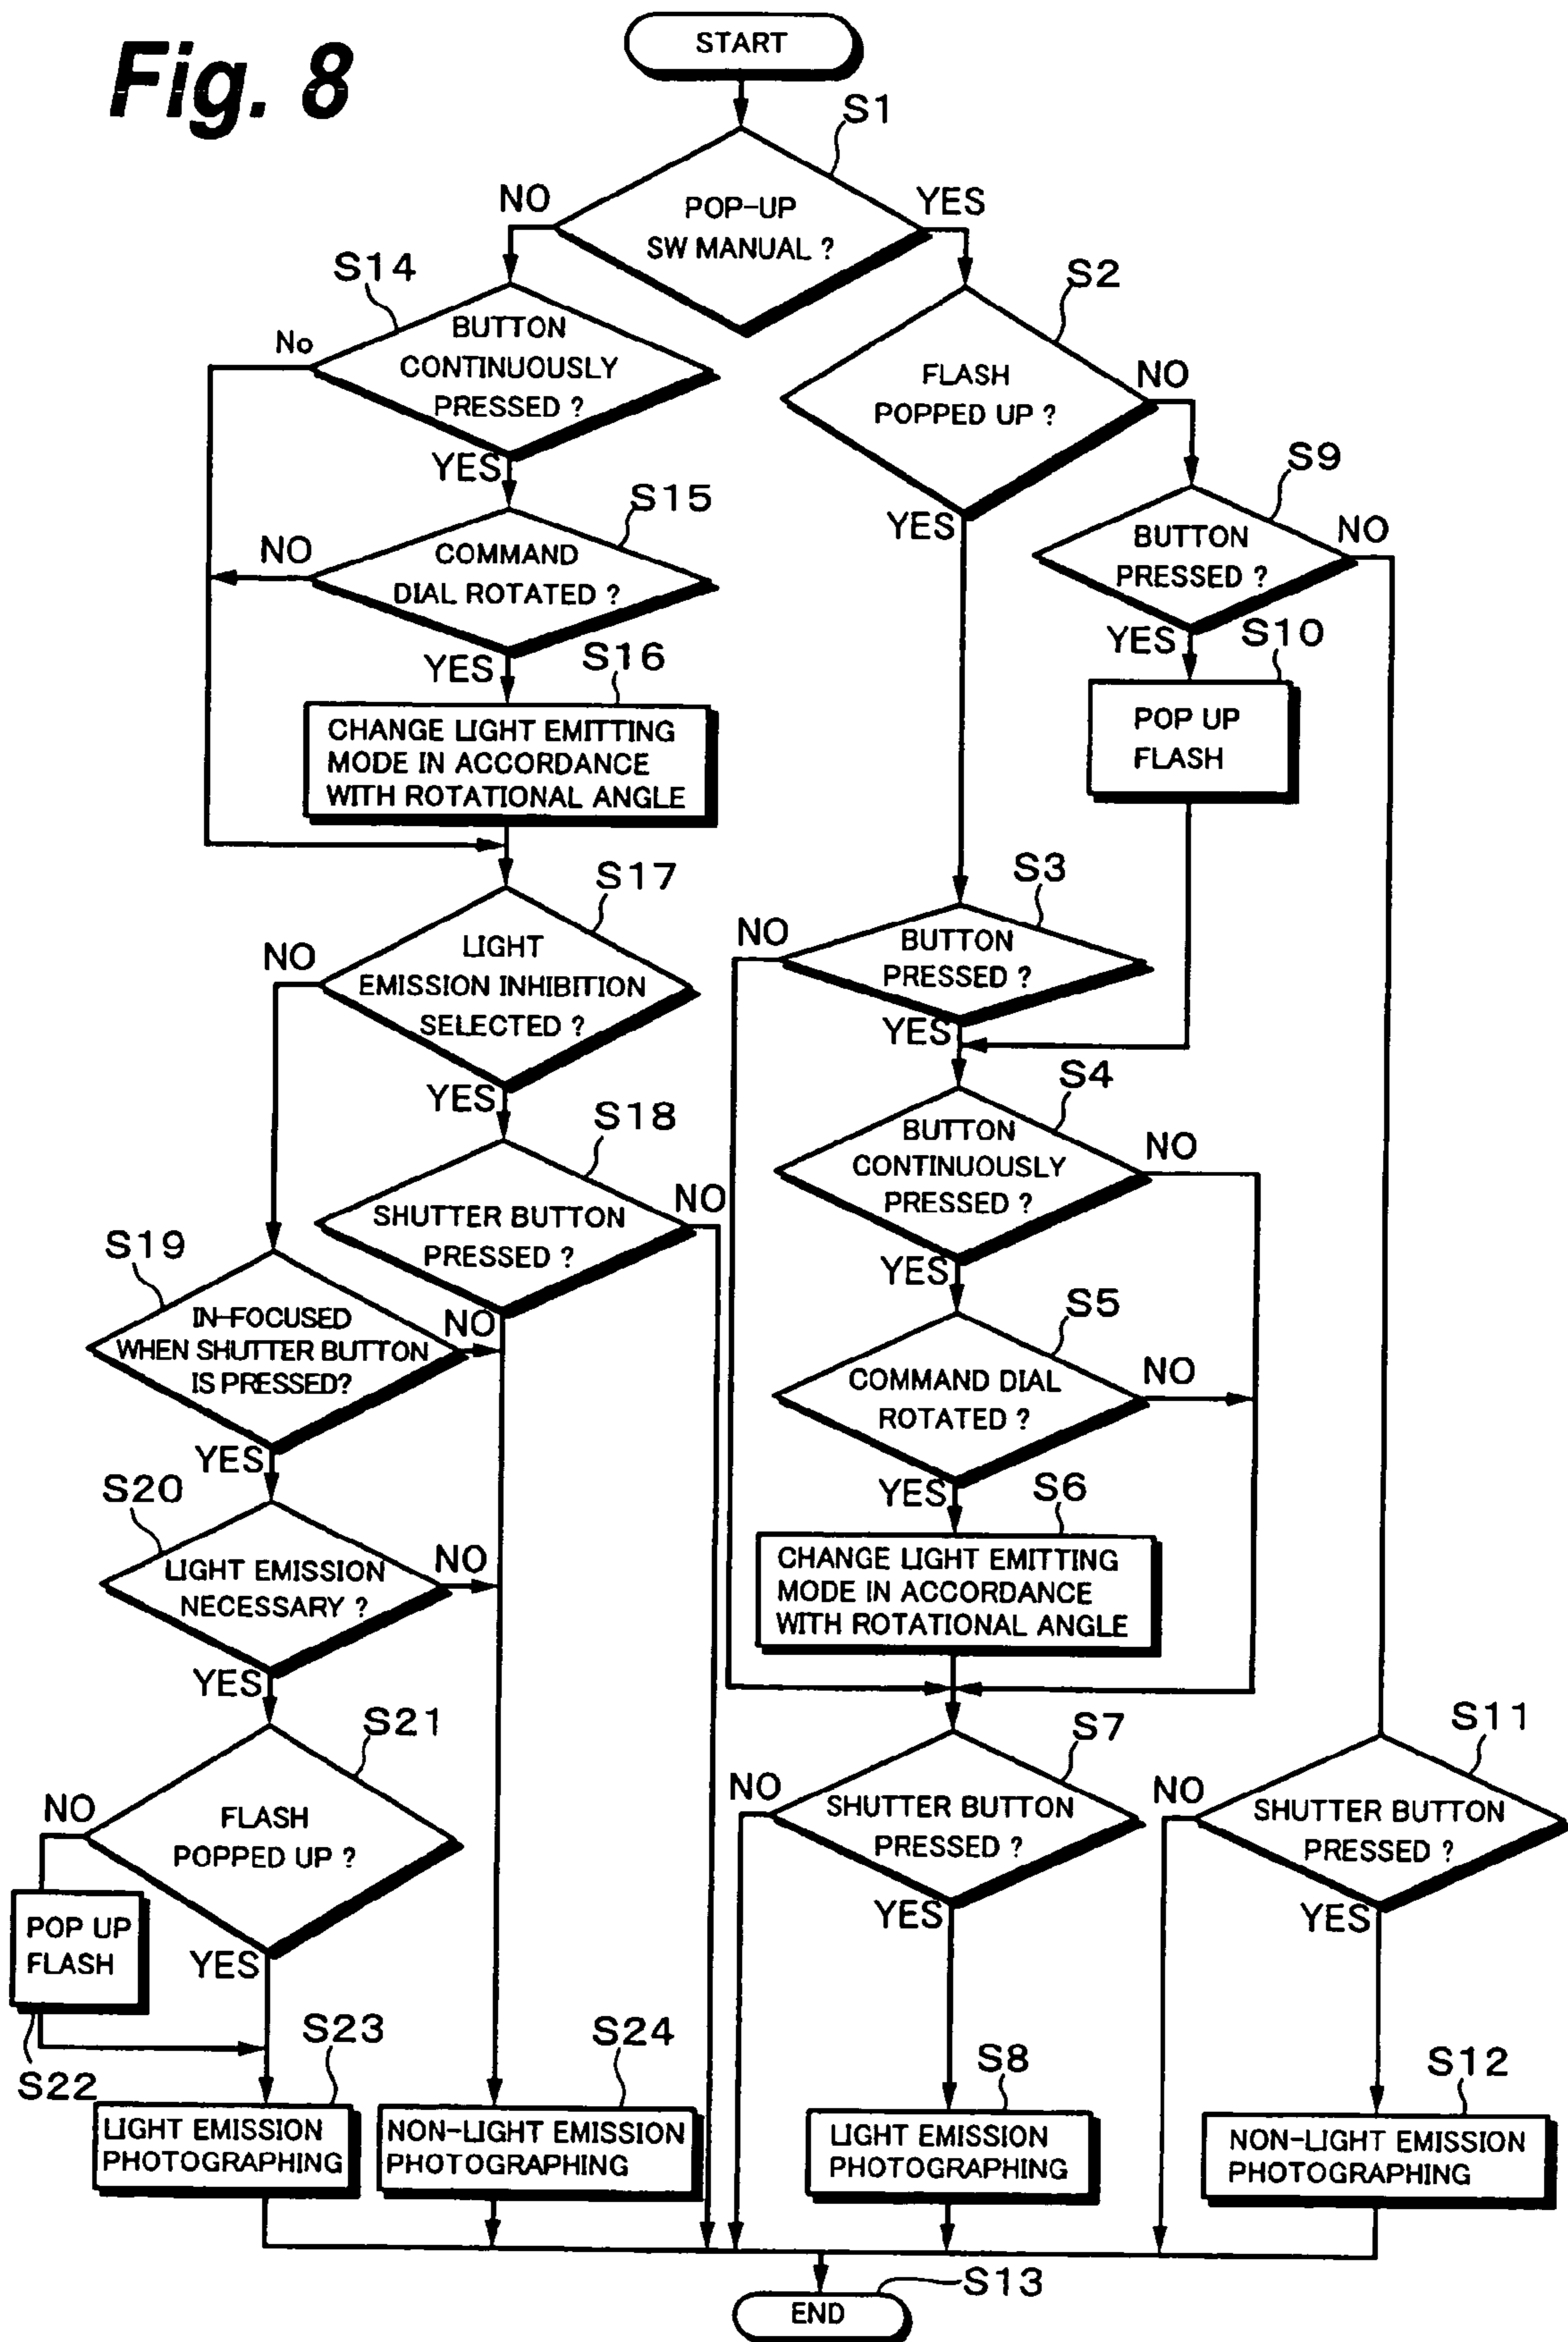 Fig. 8
START
S1
POP-UP
SW MANUAL ?
NO
YES
S14
BUTTON
CONTINUOUSLY
PRESSED ?
No
YES
S2
FLASH
POPPED UP ?
NO
YES
S15
COMMAND
DIAL ROTATED ?
NO
YES
S9
BUTTON
PRESSED ?
NO
YES
S16
CHANGE LIGHT EMITTING
MODE IN ACCORDANCE
WITH ROTATIONAL ANGLE
S10
POP UP
FLASH
S17
LIGHT
EMISSION INHIBITION
SELECTED ?
NO
YES
S3
BUTTON
PRESSED ?
NO
YES
S18
SHUTTER BUTTON
PRESSED ?
NO
S4
BUTTON
CONTINUOUSLY
PRESSED ?
NO
YES
S19
IN-FOCUSED
WHEN SHUTTER BUTTON
IS PRESSED?
NO
YES
S5
COMMAND DIAL
ROTATED ?
NO
YES
S20
LIGHT EMISSION
NECESSARY ?
NO
YES
S6
CHANGE LIGHT EMITTING
MODE IN ACCORDANCE
WITH ROTATIONAL ANGLE
S21
FLASH
POPPED UP ?
NO
YES
S7
SHUTTER BUTTON
PRESSED ?
NO
YES
S11
SHUTTER BUTTON
PRESSED ?
NO
YES
POP UP
FLASH
S22
S23
LIGHT EMISSION
PHOTOGRAPHING
S24
NON-LIGHT EMISSION
PHOTOGRAPHING
S8
LIGHT EMISSION
PHOTOGRAPHING
S12
NON-LIGHT EMISSION
PHOTOGRAPHING
S13
END